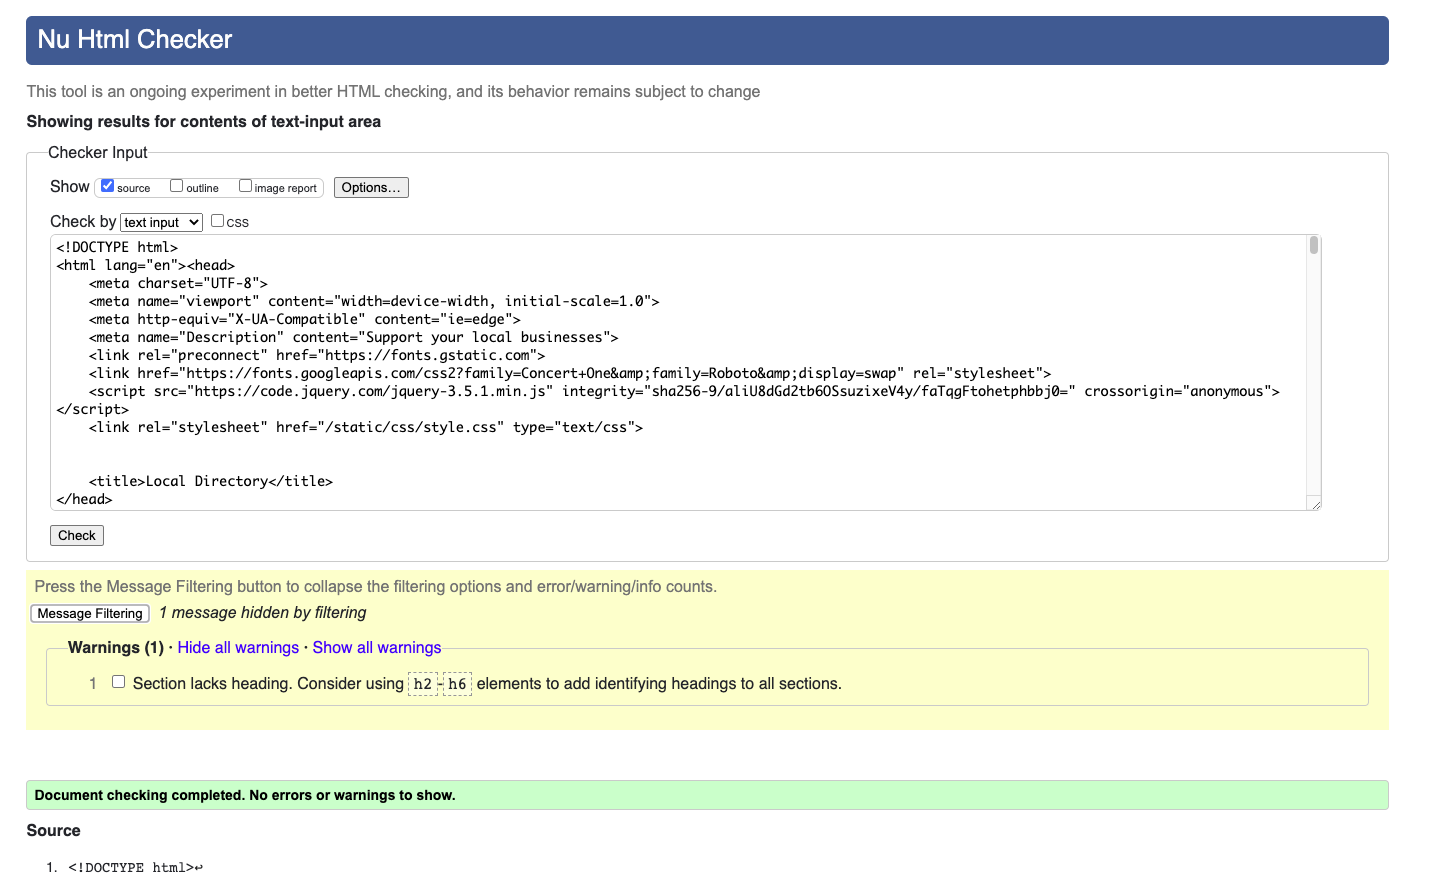 Nu Html Checker
This tool is an ongoing experiment in better HTML checking, and its behavior remains subject to change
Showing results for contents of text-input area
Checker Input
Show source outline image report Options...
Check by text input CSS
<!DOCTYPE html>
<html lang="en"><head>
    <meta charset="UTF-8">
    <meta name="viewport" content="width=device-width, initial-scale=1.0">
    <meta http-equiv="X-UA-Compatible" content="ie=edge">
    <meta name="Description" content="Support your local businesses">
    <link rel="preconnect" href="https://fonts.gstatic.com">
    <link href="https://fonts.googleapis.com/css2?family=Concert+One&amp;family=Roboto&amp;display=swap" rel="stylesheet">
    <script src="https://code.jquery.com/jquery-3.5.1.min.js" integrity="sha256-9/aliU8dGd2tb6OSsuzixeV4y/faTqgFtohetphbbj0=" crossorigin="anonymous">
</script>
    <link rel="stylesheet" href="/static/css/style.css" type="text/css">
    <title>Local Directory</title>
</head>
Check
Press the Message Filtering button to collapse the filtering options and error/warning/info counts.
Message Filtering 1 message hidden by filtering
Warnings (1) · Hide all warnings · Show all warnings
1 Section lacks heading. Consider using h2-h6 elements to add identifying headings to all sections.
Document checking completed. No errors or warnings to show.
Source
1. <!DOCTYPE html>↩